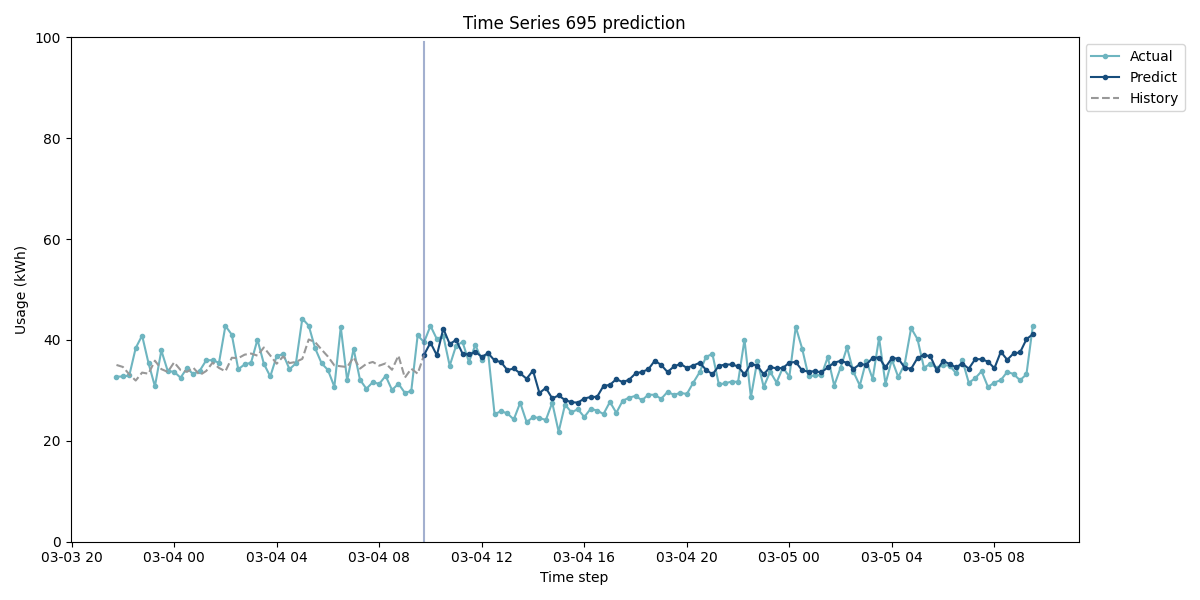 Time Series 695 prediction
Usage (kWh)
100
80
60
40
20
0
03-03 20
03-04 00
03-04 04
03-04 08
03-04 12
03-04 16
03-04 20
03-05 00
03-05 04
03-05 08
Time step
Actual
Predict
History